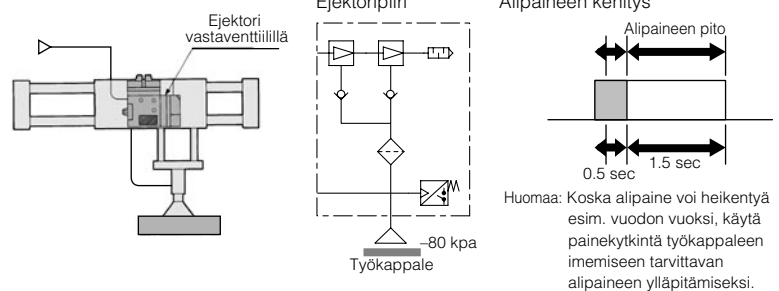 Ejektori
vastaventtiilillä
Ejektoripiiri
Työkappale
–80 kpa
Alipaineen kehitys
Alipaineen pito
0.5 sec
1.5 sec
Huomaa: Koska alipaine voi heikentyä
esim. vuodon vuoksi, käytä
painekytkintä työkappaleen
imemiseen tarvittavan
alipaineen ylläpitämiseksi.